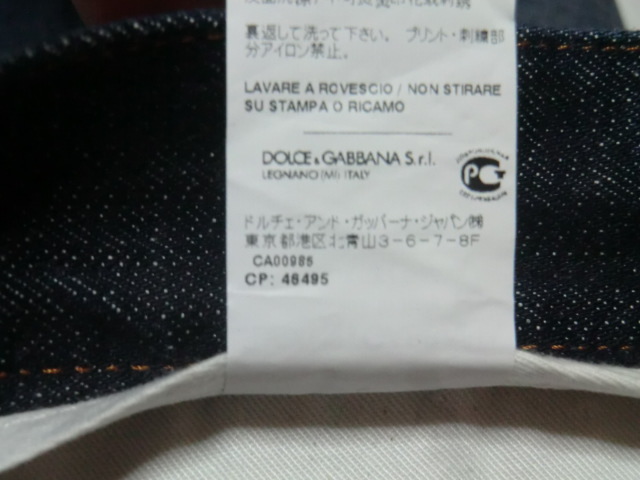 裏返して洗って下さい。 プリント・刺繍部
分アイロン禁止。
LAVARE A ROVESCIO / NON STIRARE
SU STAMPA O RICAMO
DOLCE & GABBANA S.r.l.
LEGNANO (MI) ITALY
PG
ドルチェ・アンド・ガッバーナ・ジャパン㈱
東京都港区北青山3-6-7-8F
CA00985
CP: 46495